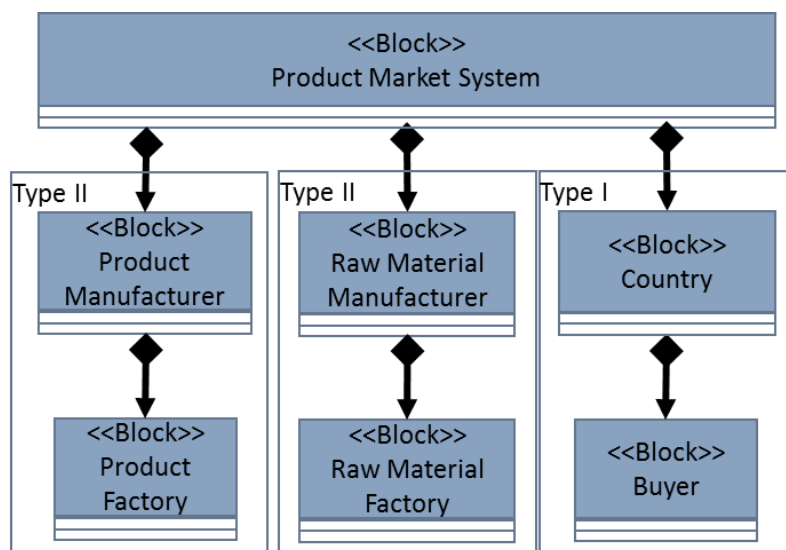 <<Block>>
Product Market System
Type II
<<Block>>
Product
Manufacturer
<<Block>>
Product
Factory
Type II
<<Block>>
Raw Material
Manufacturer
<<Block>>
Raw Material
Factory
Type I
<<Block>>
Country
<<Block>>
Buyer